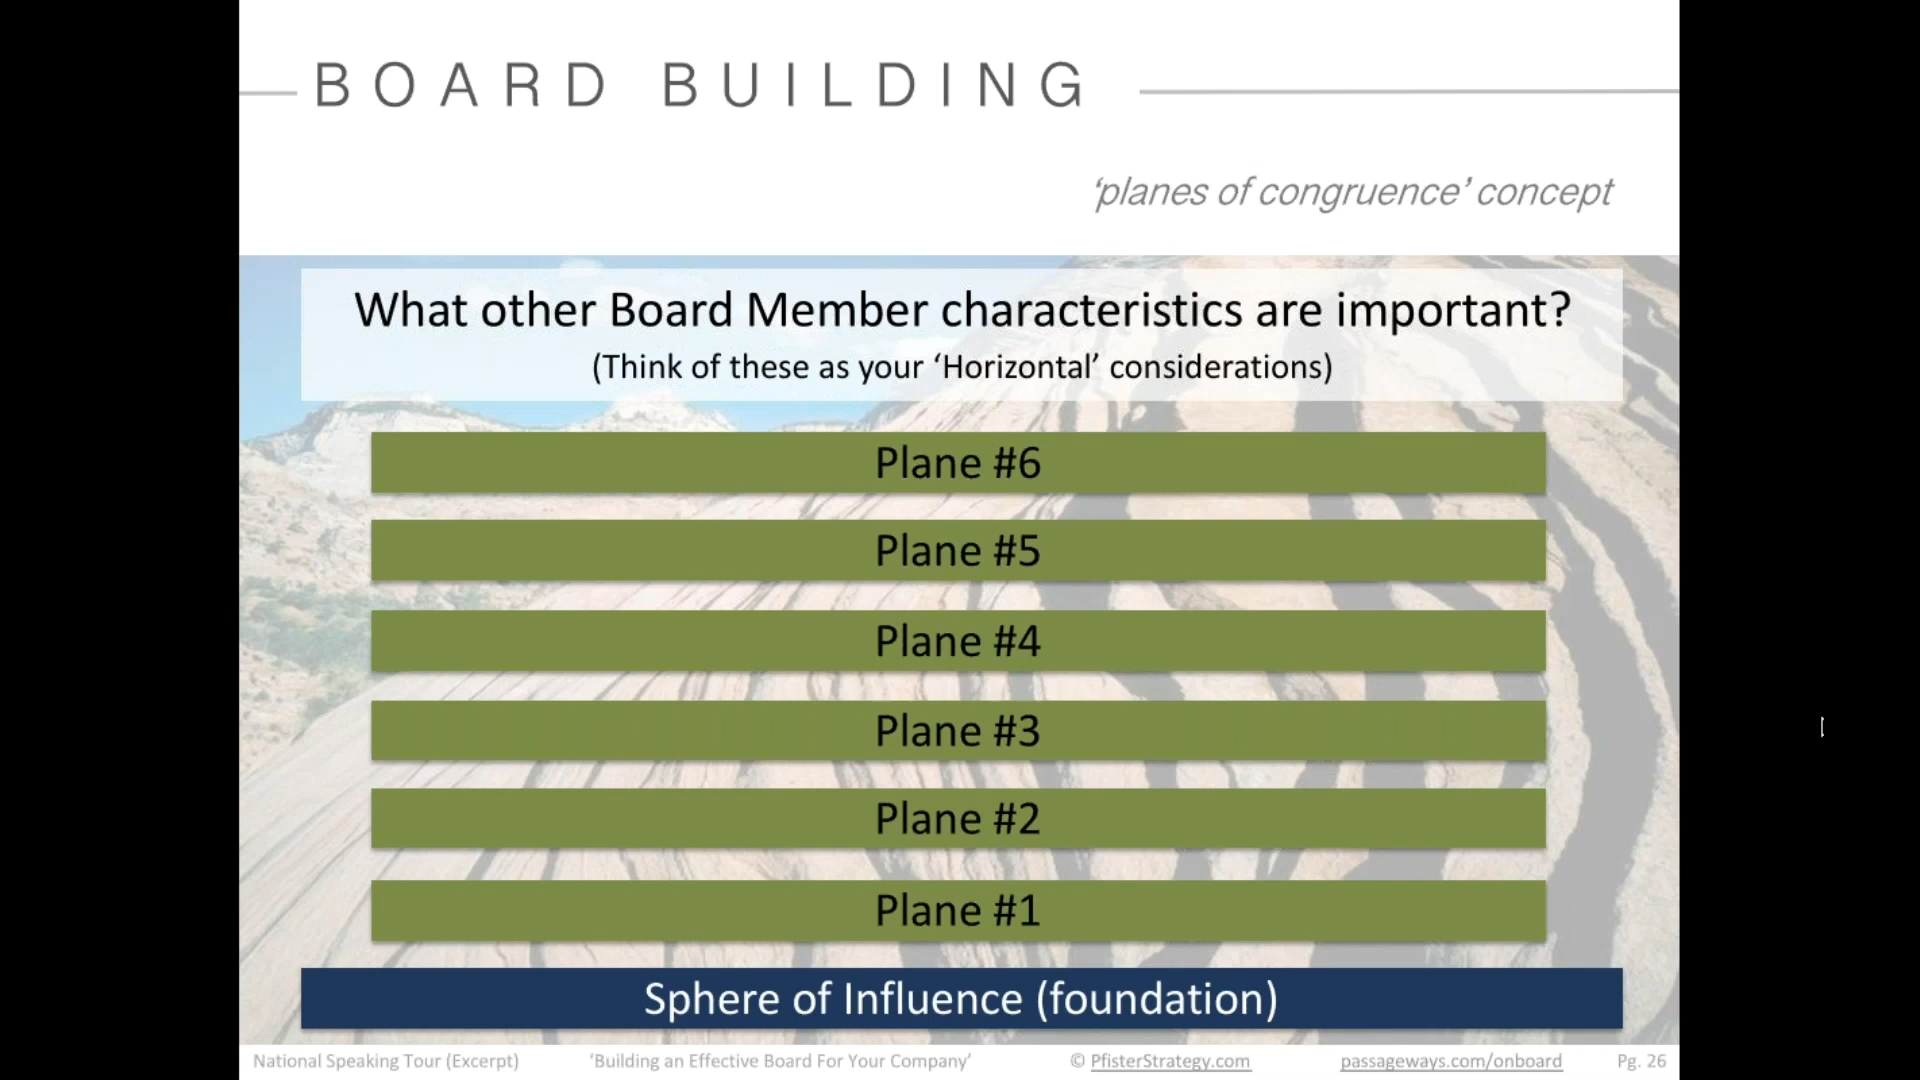 BOARD BUILDING
‘planes of congruence’ concept
What other Board Member characteristics are important?
(Think of these as your ‘Horizontal’ considerations)
Plane #6
Plane #5
Plane #4
Plane #3
Plane #2
Plane #1
Sphere of Influence (foundation)
National Speaking Tour (Excerpt) ‘Building an Effective Board For Your Company’ © PfisterStrategy.com passageways.com/onboard Pg. 26